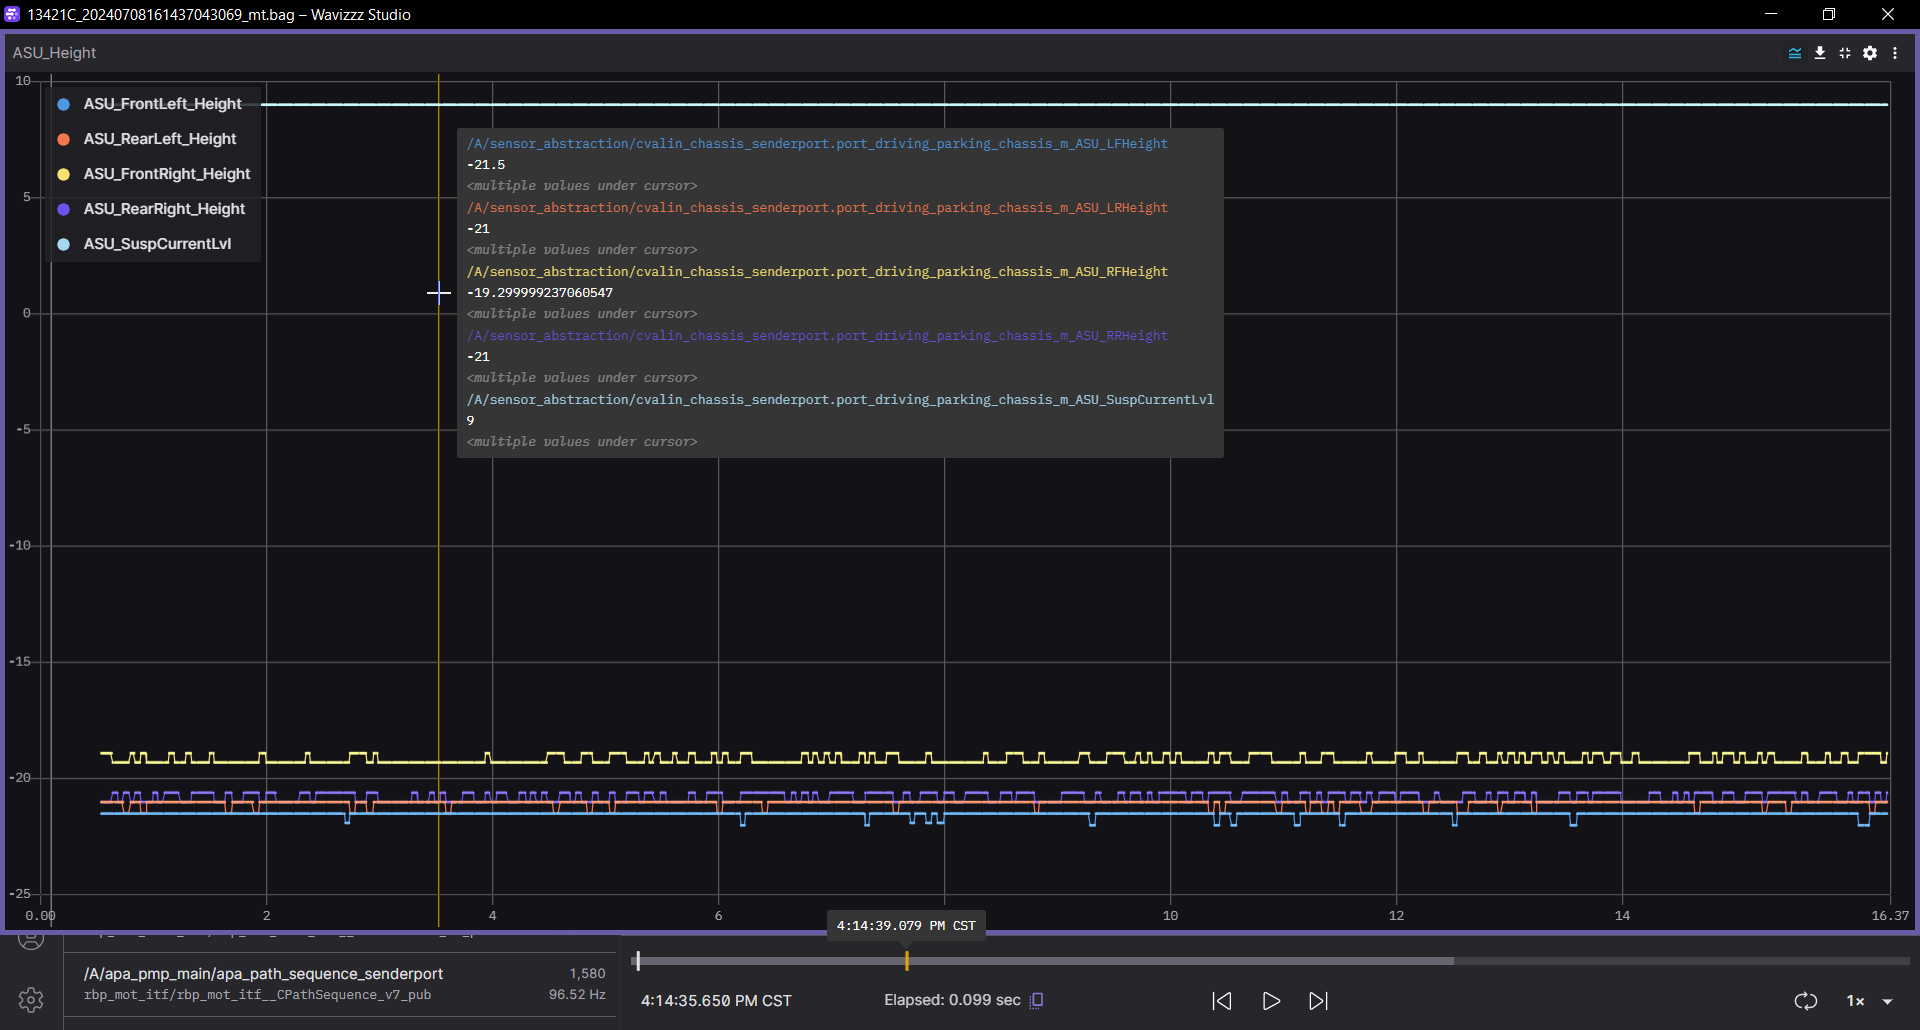 13421C_20240708161437043069_mt.bag – Wavizzz Studio
ASU_Height
10
5
0
-5
-10
-15
-20
-25
ASU_FrontLeft_Height
ASU_RearLeft_Height
ASU_FrontRight_Height
ASU_RearRight_Height
ASU_SuspCurrentLvl
/A/sensor_abstraction/cvalin_chassis_senderport.port_driving_parking_chassis_m_ASU_LFHeight
-21.5
<multiple values under cursor>
/A/sensor_abstraction/cvalin_chassis_senderport.port_driving_parking_chassis_m_ASU_LRHeight
-21
<multiple values under cursor>
/A/sensor_abstraction/cvalin_chassis_senderport.port_driving_parking_chassis_m_ASU_RFHeight
-19.299999237060547
<multiple values under cursor>
/A/sensor_abstraction/cvalin_chassis_senderport.port_driving_parking_chassis_m_ASU_RRHeight
-21
<multiple values under cursor>
/A/sensor_abstraction/cvalin_chassis_senderport.port_driving_parking_chassis_m_ASU_SuspCurrentLvl
9
<multiple values under cursor>
0.00 2 4 6 10 12 14 16.37
4:14:39.079 PM CST
/A/apa_pmp_main/apa_path_sequence_senderport 1,580
rbp_mot_itf/rbp_mot_itf__CPathSequence_v7_pub 96.52 Hz
4:14:35.650 PM CST Elapsed: 0.099 sec 1×